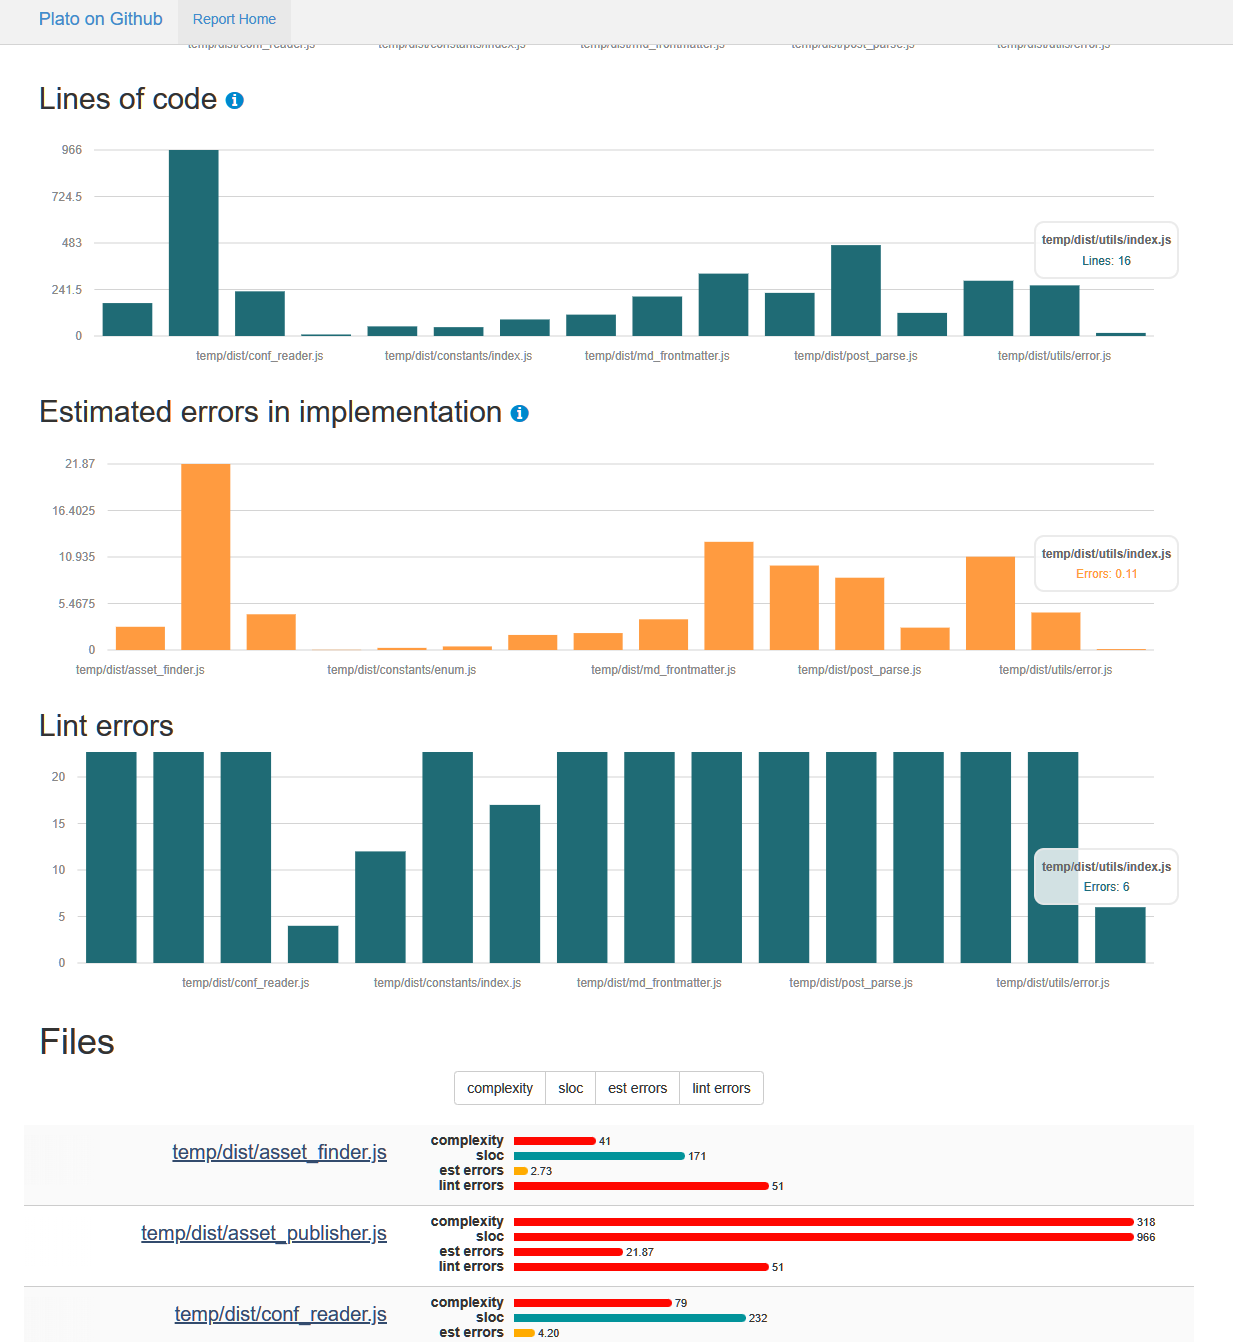 Plato on Github Report Home
temp/dist/conf_reader.js temp/dist/constants/index.js temp/dist/md_frontmatter.js temp/dist/post_parse.js temp/dist/utils/error.js
Lines of code
966
724.5
483
241.5
0
temp/dist/utils/index.js
Lines: 16
temp/dist/conf_reader.js temp/dist/constants/index.js temp/dist/md_frontmatter.js temp/dist/post_parse.js temp/dist/utils/error.js
Estimated errors in implementation
21.87
16.4025
10.935
5.4675
0
temp/dist/utils/index.js
Errors: 0.11
temp/dist/asset_finder.js temp/dist/constants/enum.js temp/dist/md_frontmatter.js temp/dist/post_parse.js temp/dist/utils/error.js
Lint errors
20
15
10
5
0
temp/dist/utils/index.js
Errors: 6
temp/dist/conf_reader.js temp/dist/constants/index.js temp/dist/md_frontmatter.js temp/dist/post_parse.js temp/dist/utils/error.js
Files
complexity sloc est errors lint errors
temp/dist/asset_finder.js
complexity 41
sloc 171
est errors 2.73
lint errors 51
temp/dist/asset_publisher.js
complexity 318
sloc 966
est errors 21.87
lint errors 51
temp/dist/conf_reader.js
complexity 79
sloc 232
est errors 4.20